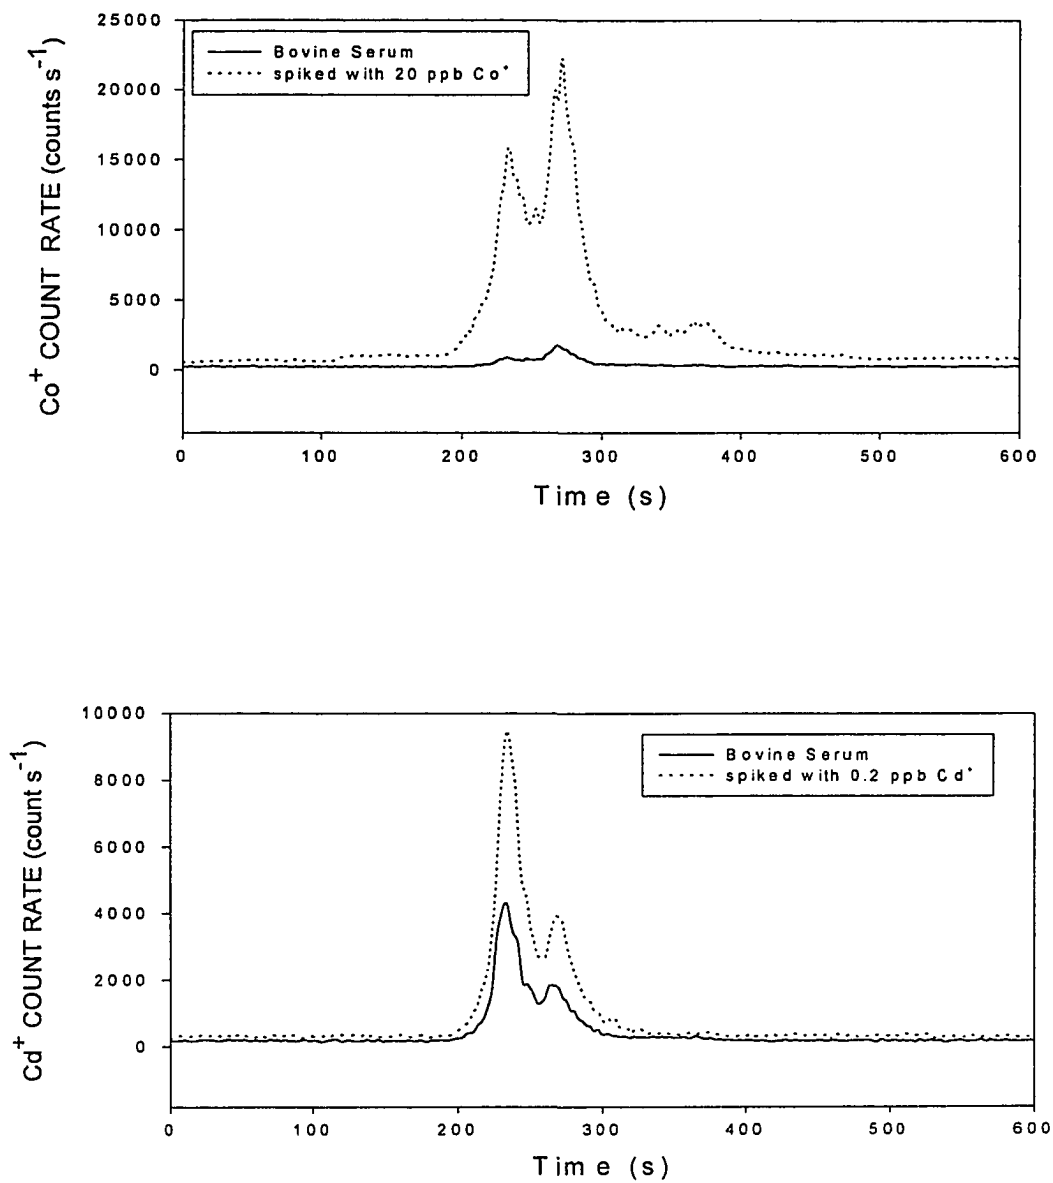 25000
20000
15000
10000
5000
0
Co⁺ COUNT RATE (counts s⁻¹)
Bovine Serum
spiked with 20 ppb Co⁺
0 100 200 300 400 500 600
Time (s)
10000
8000
6000
4000
2000
0
Cd⁺ COUNT RATE (count s⁻¹)
Bovine Serum
spiked with 0.2 ppb Cd⁺
0 100 200 300 400 500 600
Time (s)